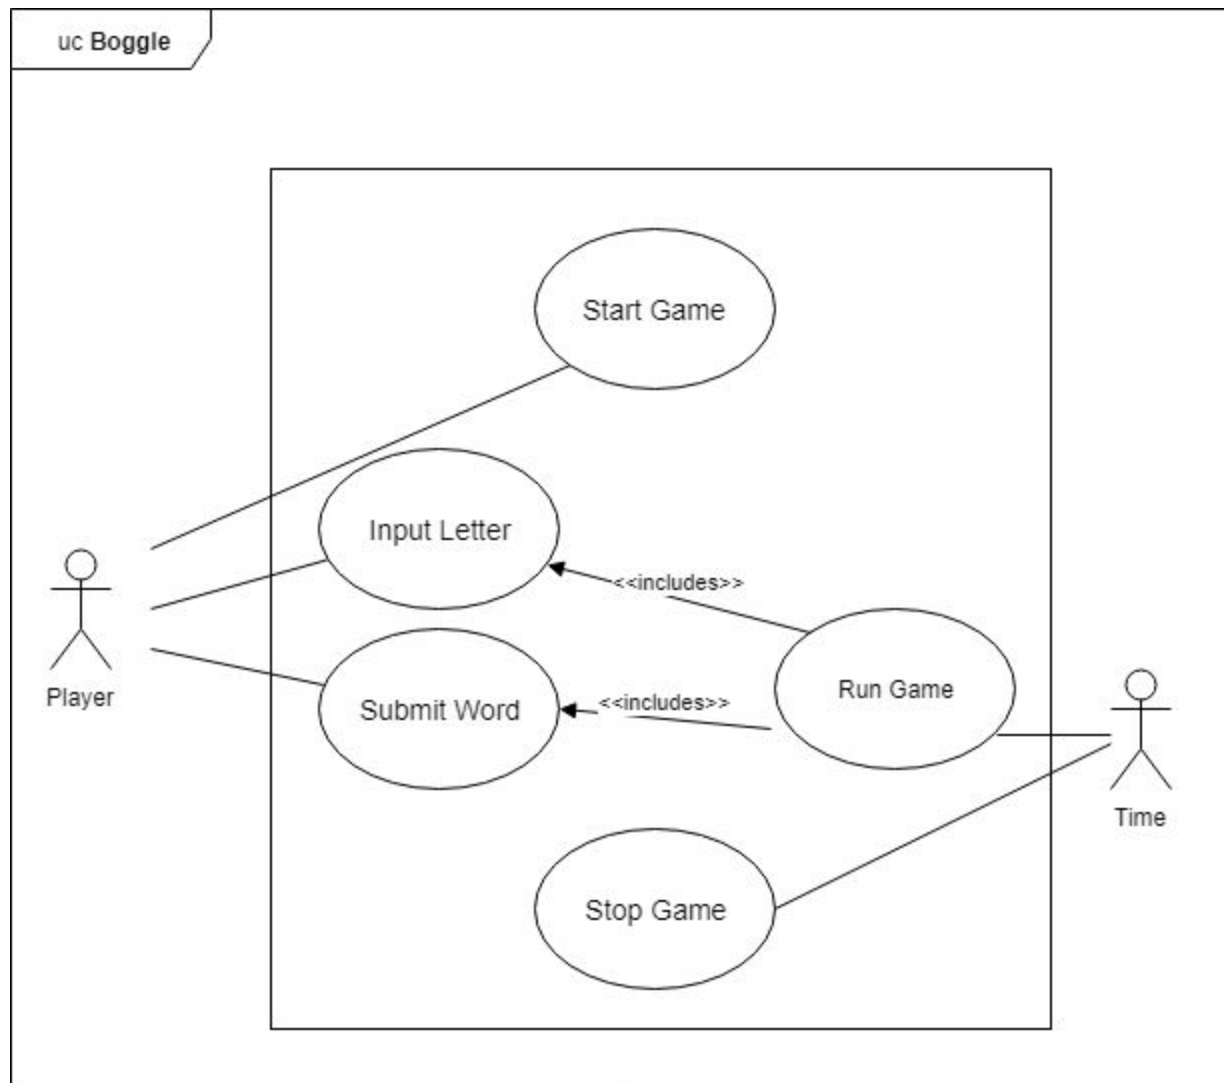 uc Boggle
Start Game
Input Letter
<<includes>>
Run Game
Player
Submit Word
<<includes>>
Time
Stop Game